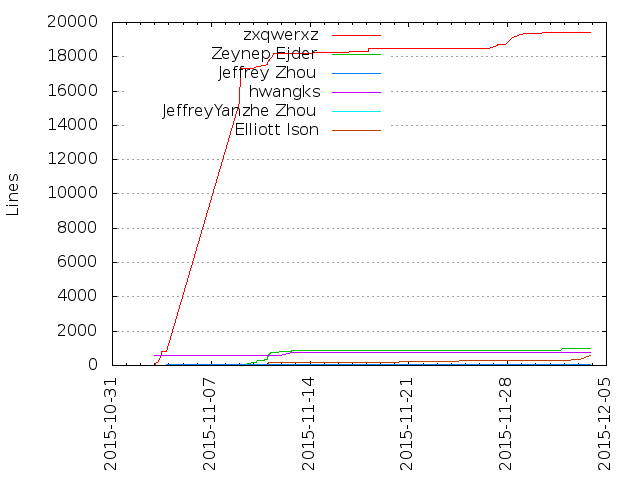 20000
18000
16000
14000
12000
10000
8000
6000
4000
2000
0
Lines
zxqwerxz
Zeynep Ejder
Jeffrey Zhou
hwangks
JeffreyYanzhe Zhou
Elliott Ison
2015-10-31
2015-11-07
2015-11-14
2015-11-21
2015-11-28
2015-12-05